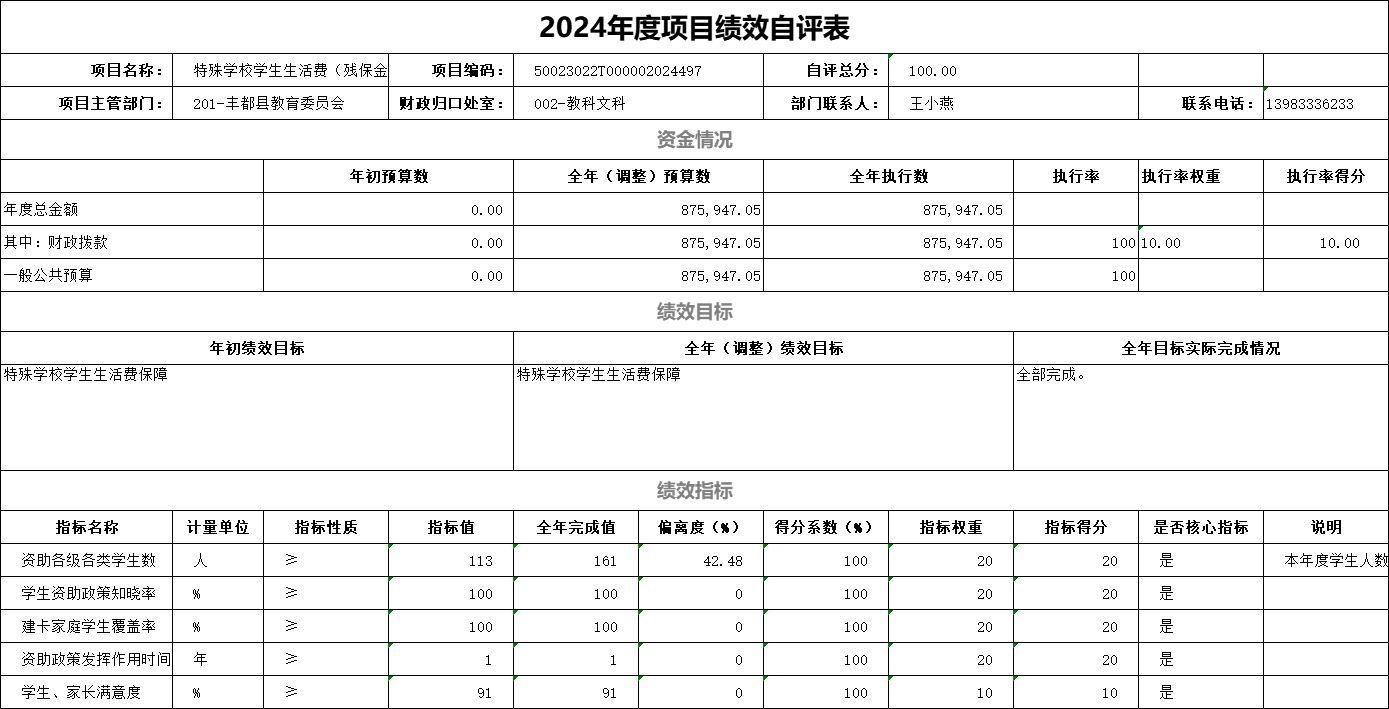 2024年度项目绩效自评表
项目名称： 特殊学校学生生活费（残保金 项目编码： 50023022T000002024497 自评总分： 100.00
项目主管部门： 201-丰都县教育委员会 财政归口处室： 002-教科文科 部门联系人： 王小燕 联系电话： 13983336233
资金情况
年初预算数 全年（调整）预算数 全年执行数 执行率 执行率权重 执行率得分
年度总金额 0.00 875,947.05 875,947.05
其中：财政拨款 0.00 875,947.05 875,947.05 100 10.00 10.00
一般公共预算 0.00 875,947.05 875,947.05 100
绩效目标
年初绩效目标 全年（调整）绩效目标 全年目标实际完成情况
特殊学校学生生活费保障 特殊学校学生生活费保障 全部完成。
绩效指标
指标名称 计量单位 指标性质 指标值 全年完成值 偏离度（%） 得分系数（%） 指标权重 指标得分 是否核心指标 说明
资助各级各类学生数 人 ≥ 113 161 42.48 100 20 20 是 本年度学生人数
学生资助政策知晓率 % ≥ 100 100 0 100 20 20 是
建卡家庭学生覆盖率 % ≥ 100 100 0 100 20 20 是
资助政策发挥作用时间 年 ≥ 1 1 0 100 20 20 是
学生、家长满意度 % ≥ 91 91 0 100 10 10 是